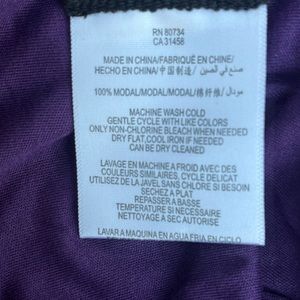 RN 80734
CA 31458
MADE IN CHINA/FABRIQUÉ EN CHINE/
HECHO EN CHINA/中国制造/ صنع في الصين
100% MODAL/MODAL/MODAL/棉纤维/مودال
MACHINE WASH COLD
GENTLE CYCLE WITH LIKE COLORS
ONLY NON-CHLORINE BLEACH WHEN NEEDED
DRY FLAT,COOL IRON IF NEEDED
CAN BE DRY CLEANED
LAVAGE EN MACHINE A FROID AVEC DES
COULEURS SIMILAIRES, CYCLE DELICAT
UTILISEZ DE LA JAVEL SANS CHLORE SI BESOIN
SECHEZ A PLAT
REPASSER A BASSE
TEMPERATURE SI NECESSAIRE
NETTOYAGE A SEC AUTORISE
LAVAR A MAQUINA EN AGUA FRIA EN CICLO